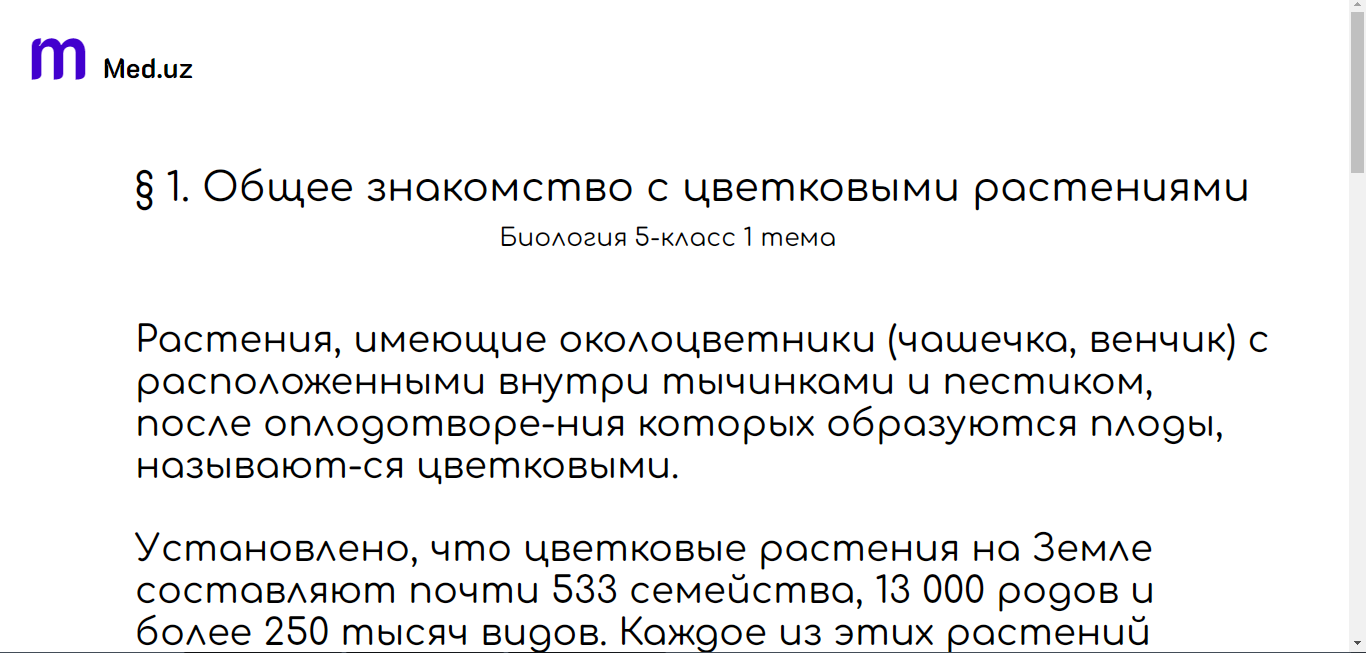 m Med.uz
§ 1. Общее знакомство с цветковыми растениями
Биология 5-класс 1 тема
Растения, имеющие околоцветники (чашечка, венчик) с
расположенными внутри тычинками и пестиком,
после оплодотворе-ния которых образуются плоды,
называют-ся цветковыми.
Установлено, что цветковые растения на Земле
составляют почти 533 семейства, 13 000 родов и
более 250 тысяч видов. Каждое из этих растений